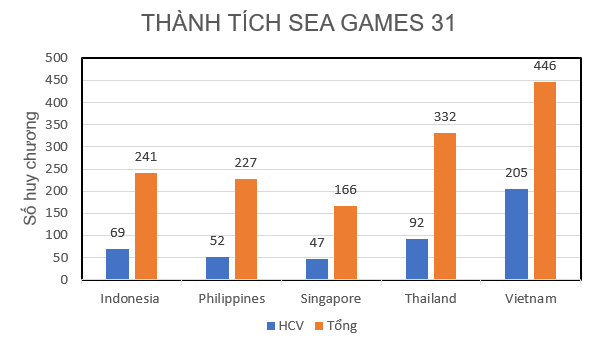 THÀNH TÍCH SEA GAMES 31
Số huy chương
500
450
400
350
300
250
200
150
100
50
0
69
241
52
227
47
166
92
332
205
446
Indonesia
Philippines
Singapore
Thailand
Vietnam
HCV
Tổng